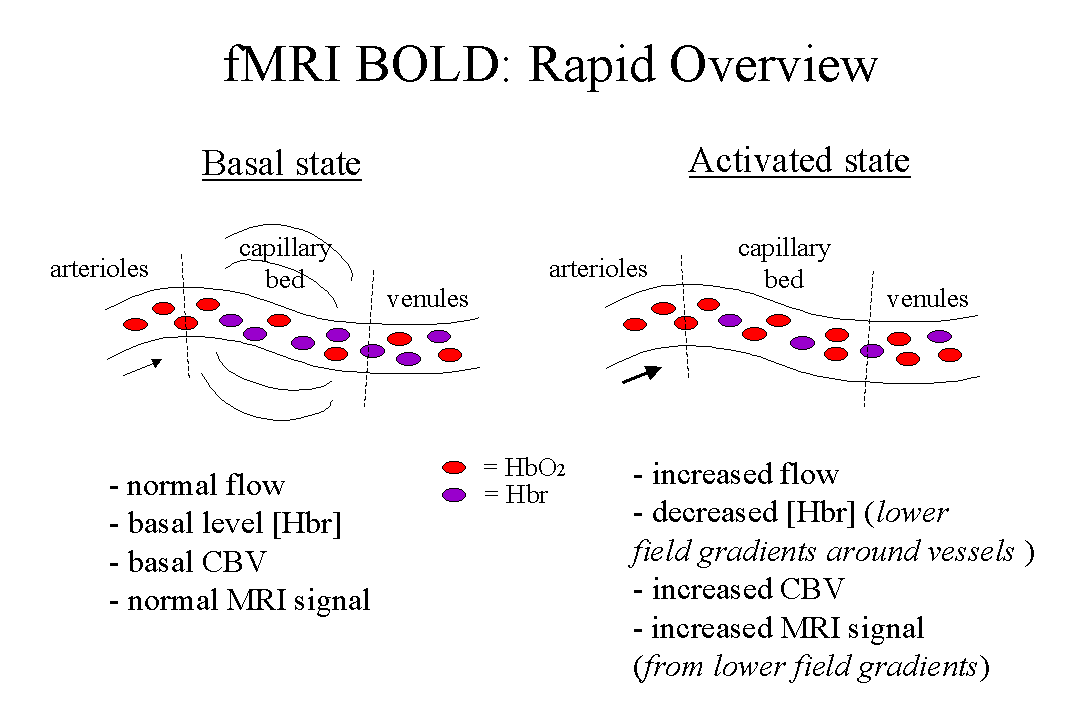 fMRI BOLD: Rapid Overview
Basal state
arterioles
capillary
bed
venules
- normal flow
- basal level [Hbr]
- basal CBV
- normal MRI signal
= HbO2
= Hbr
Activated state
arterioles
capillary
bed
venules
- increased flow
- decreased [Hbr] (lower
field gradients around vessels )
- increased CBV
- increased MRI signal
(from lower field gradients)